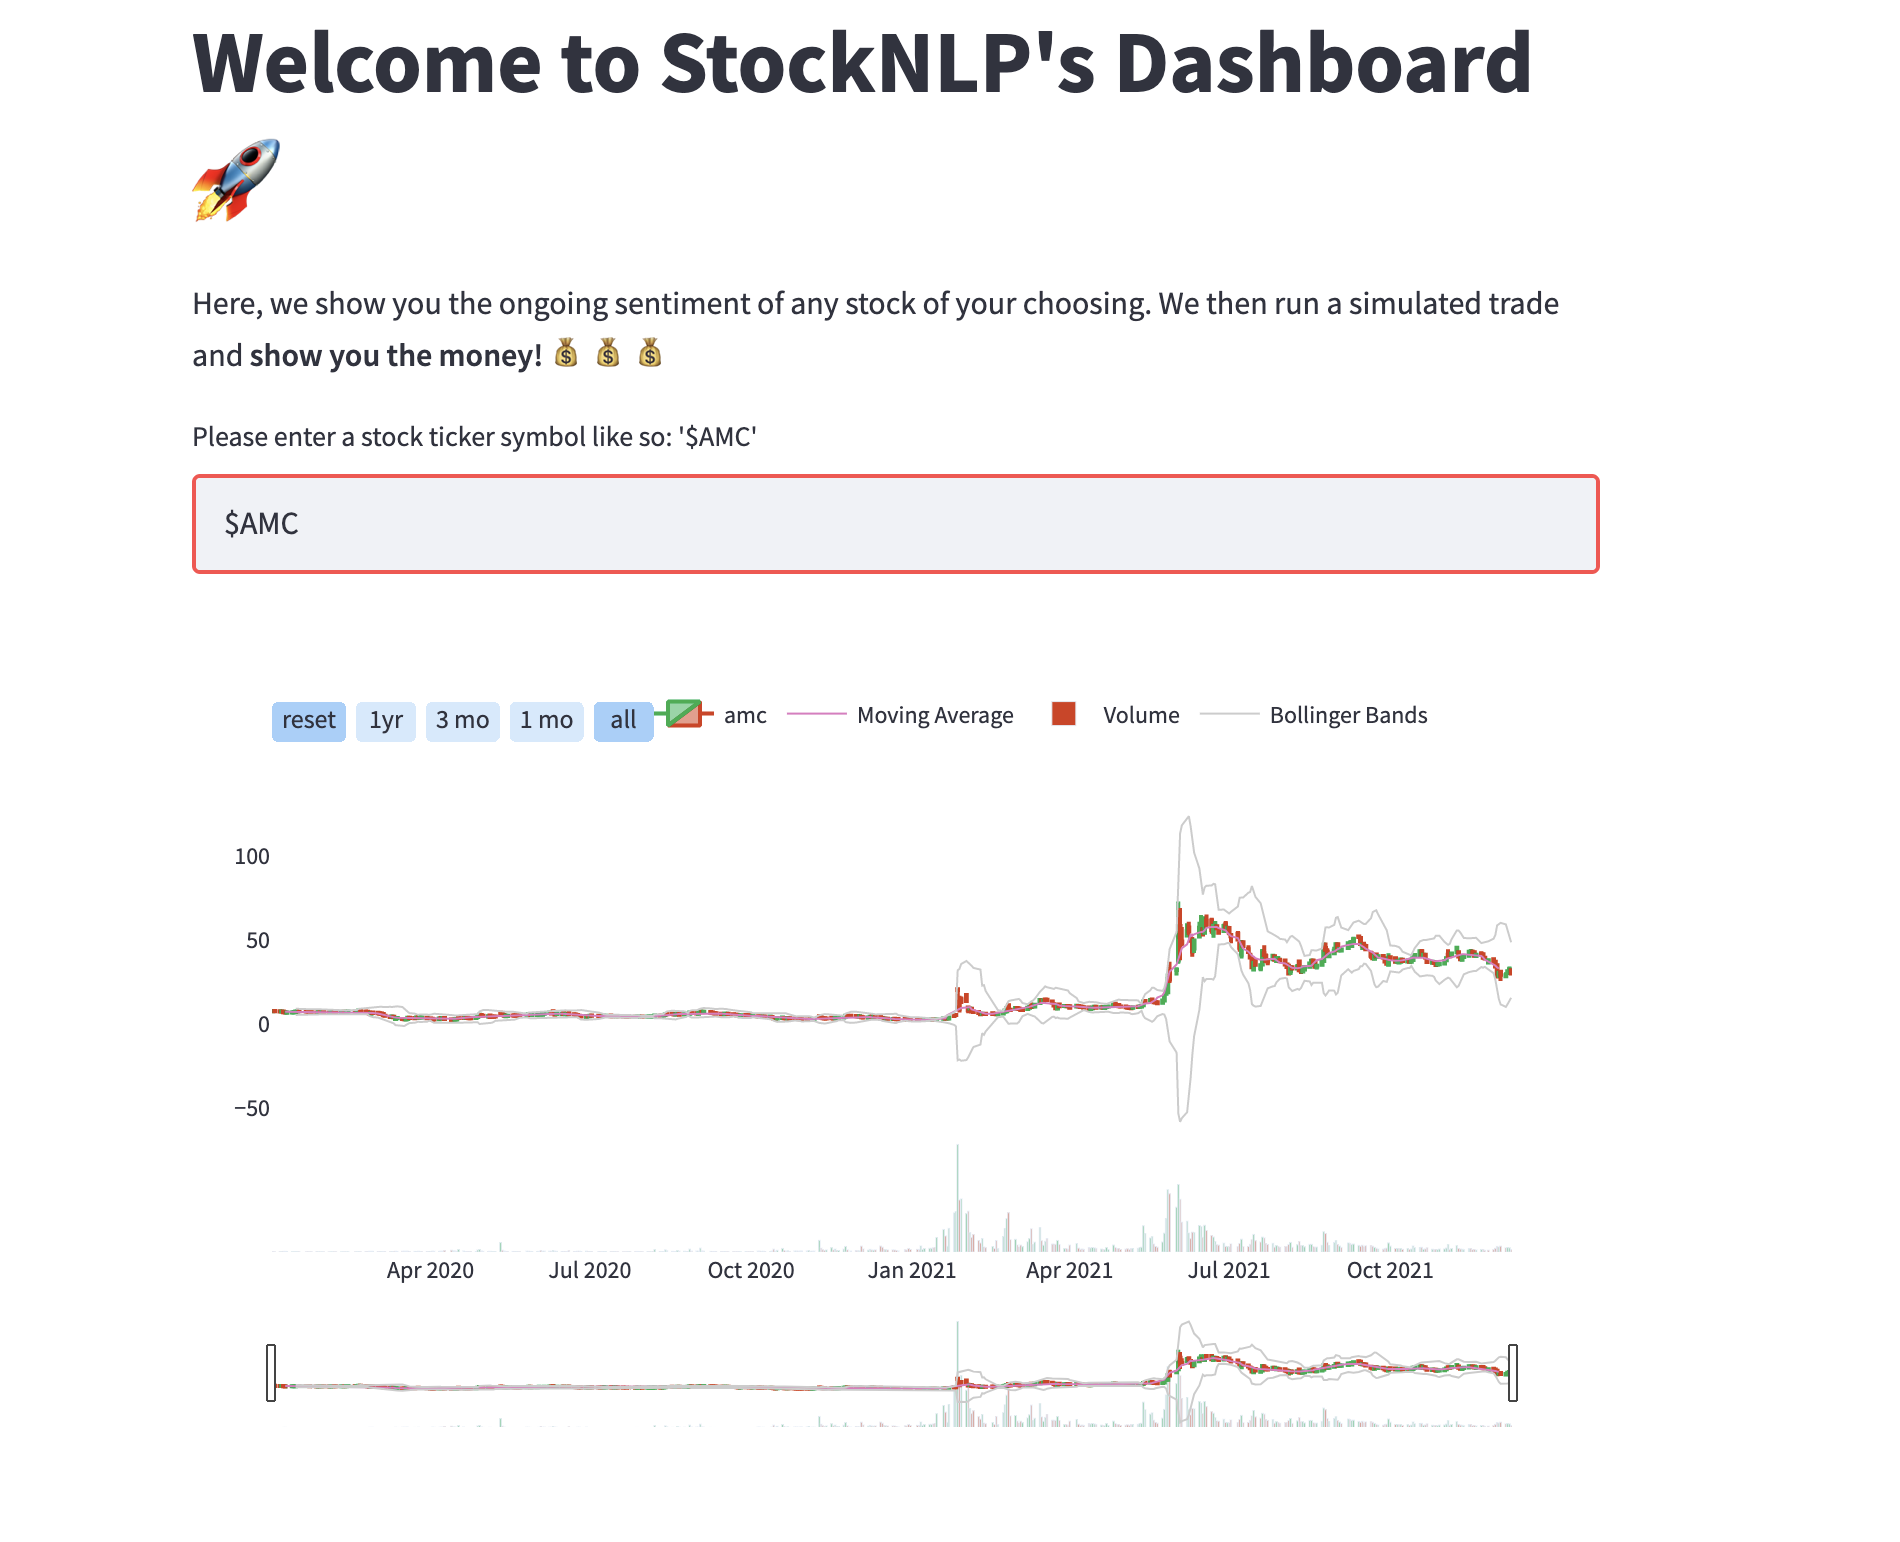 Welcome to StockNLP's Dashboard
Here, we show you the ongoing sentiment of any stock of your choosing. We then run a simulated trade
and show you the money!
Please enter a stock ticker symbol like so: '$AMC'
$AMC
reset 1yr 3 mo 1 mo all amc Moving Average Volume Bollinger Bands
100
50
0
−50
Apr 2020 Jul 2020 Oct 2020 Jan 2021 Apr 2021 Jul 2021 Oct 2021